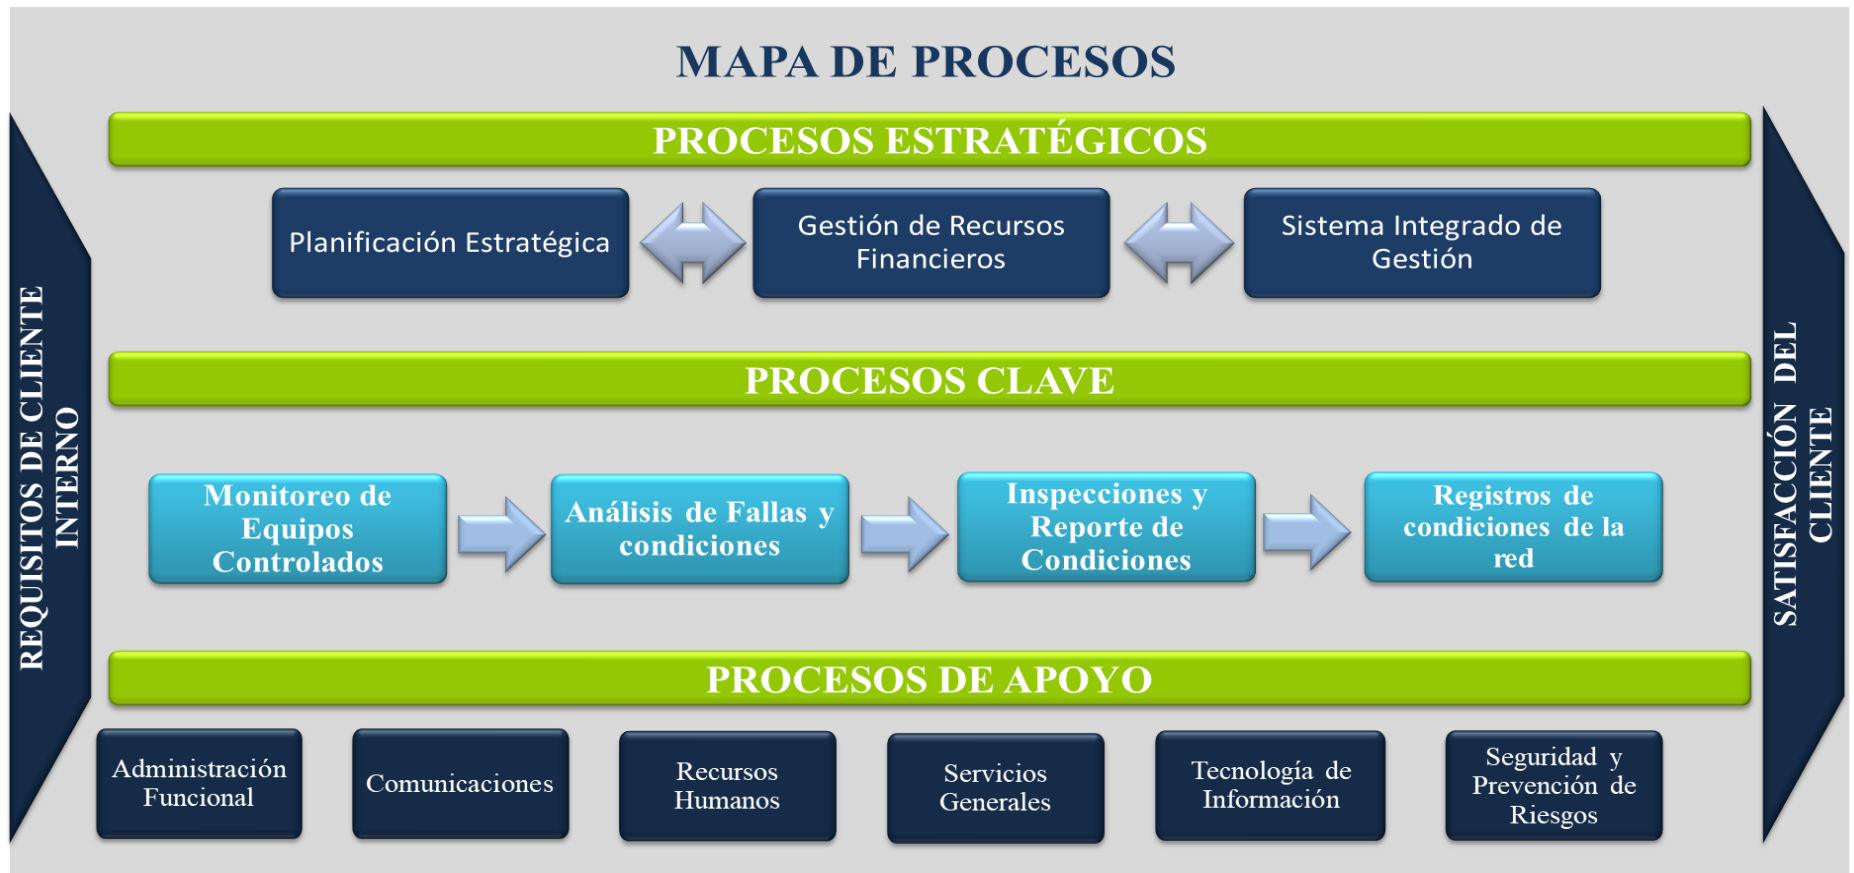 MAPA DE PROCESOS
REQUISITOS DE CLIENTE
INTERNO
PROCESOS ESTRATÉGICOS
Planificación Estratégica
Gestión de Recursos
Financieros
Sistema Integrado de
Gestión
PROCESOS CLAVE
Monitoreo de
Equipos
Controlados
Análisis de Fallas y
condiciones
Inspecciones y
Reporte de
Condiciones
Registros de
condiciones de la
red
PROCESOS DE APOYO
Administración
Funcional
Comunicaciones
Recursos
Humanos
Servicios
Generales
Tecnología de
Información
Seguridad y
Prevención de
Riesgos
SATISFACCIÓN DEL
CLIENTE